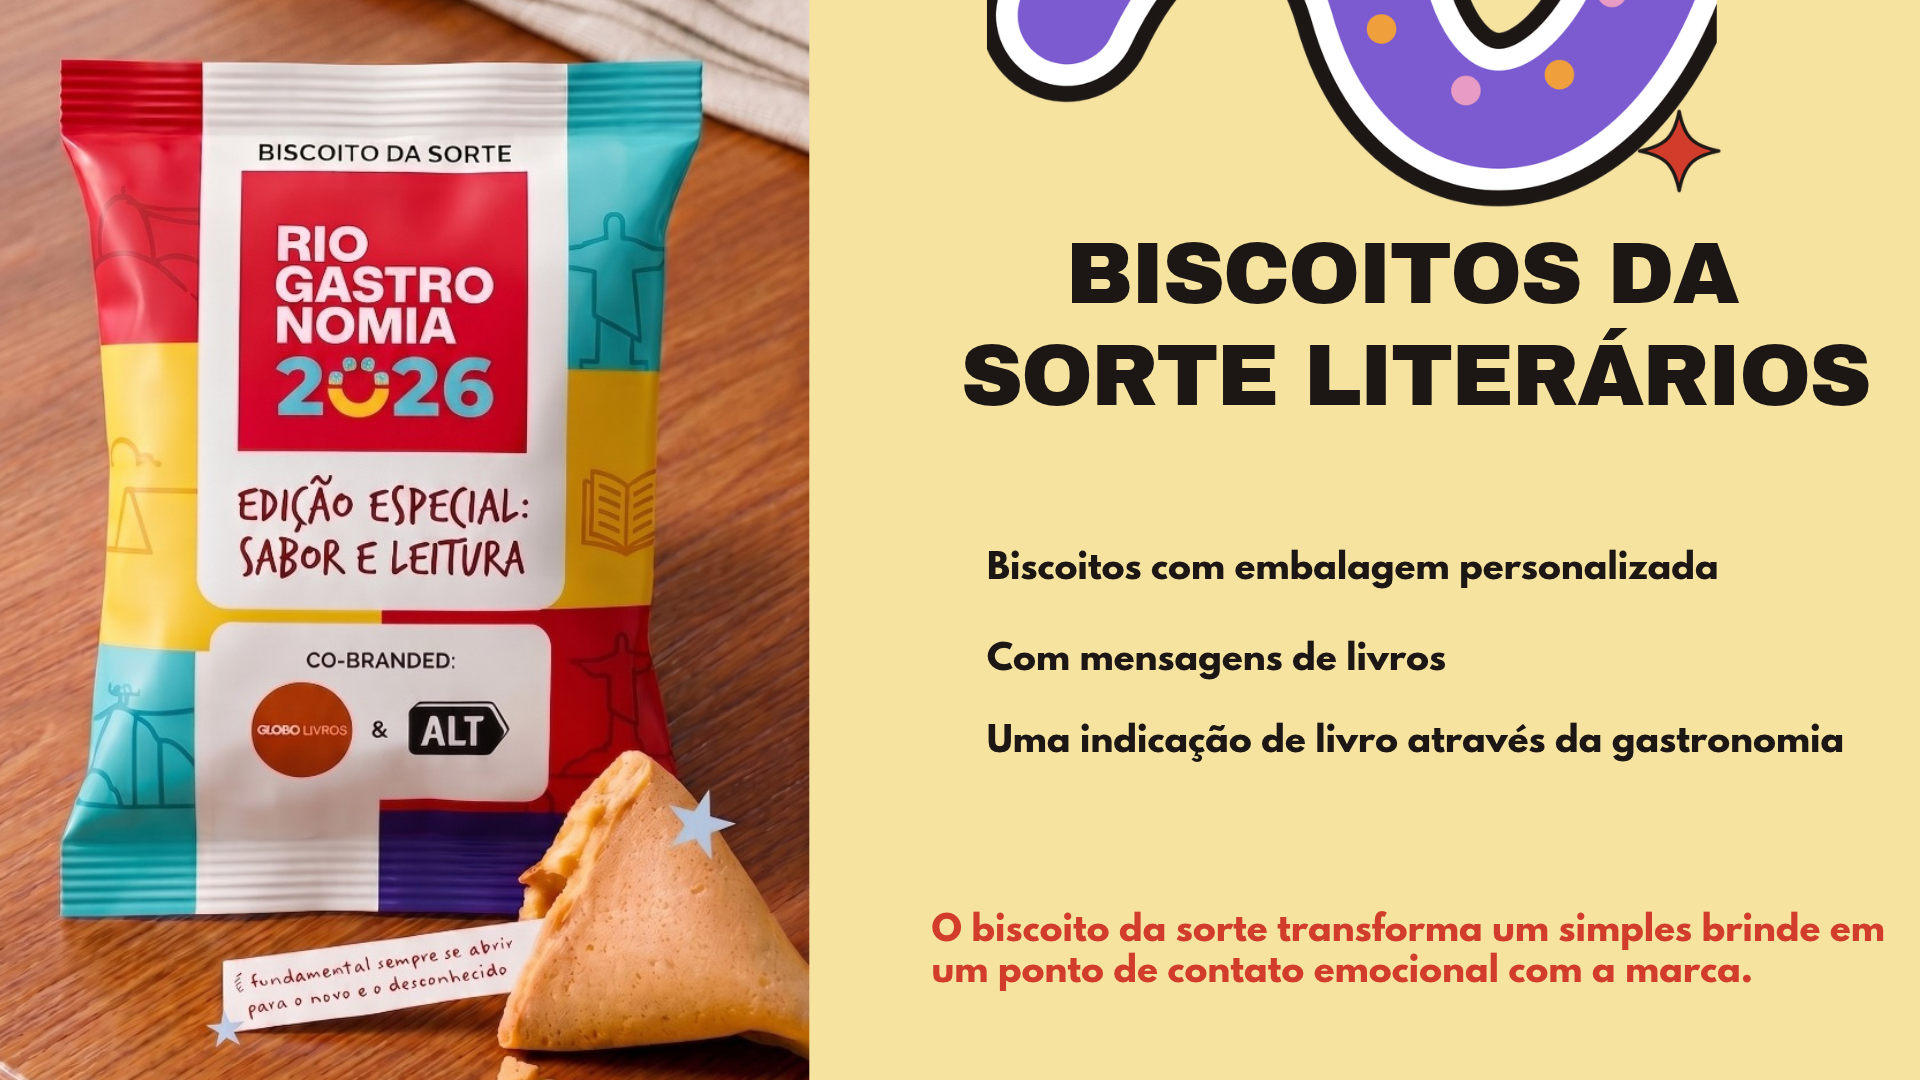 BISCOITO DA SORTE
RIO
GASTRO
NOMIA
2026
EDIÇÃO ESPECIAL:
SABOR E LEITURA
CO-BRANDED:
GLOBO LIVROS
&
ALT
É fundamental sempre se abrir
para o novo e o desconhecido
BISCOITOS DA
SORTE LITERÁRIOS
Biscoitos com embalagem personalizada
Com mensagens de livros
Uma indicação de livro através da gastronomia
O biscoito da sorte transforma um simples brinde em
um ponto de contato emocional com a marca.